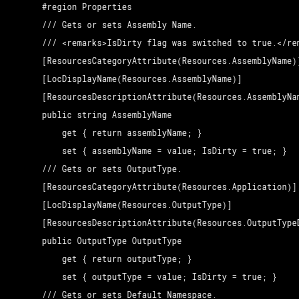 #region Properties
/// Gets or sets Assembly Name.
/// <remarks>IsDirty flag was switched to true.</rem
[ResourcesCategoryAttribute(Resources.AssemblyName)]
[LocDisplayName(Resources.AssemblyName)]
[ResourcesDescriptionAttribute(Resources.AssemblyNam
public string AssemblyName
get { return assemblyName; }
set { assemblyName = value; IsDirty = true; }
/// Gets or sets OutputType.
[ResourcesCategoryAttribute(Resources.Application)]
[LocDisplayName(Resources.OutputType)]
[ResourcesDescriptionAttribute(Resources.OutputTypeD
public OutputType OutputType
get { return outputType; }
set { outputType = value; IsDirty = true; }
/// Gets or sets Default Namespace.